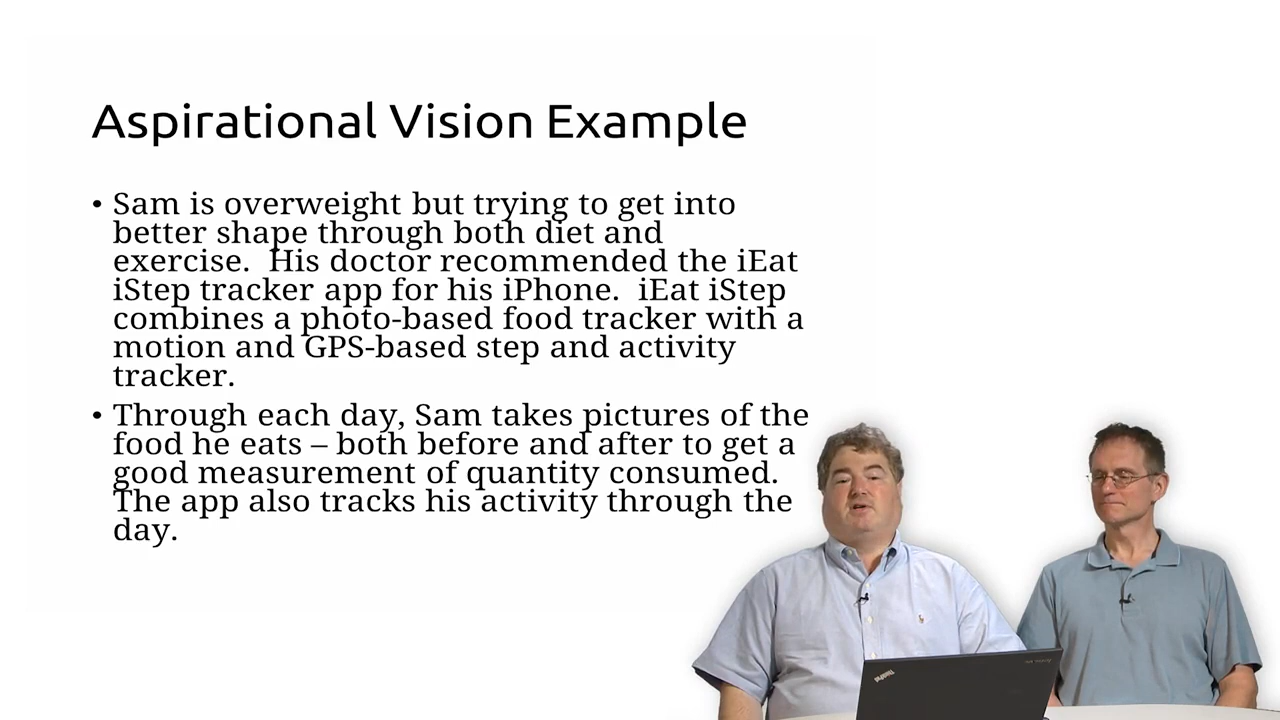 Aspirational Vision Example
• Sam is overweight but trying to get into
better shape through both diet and
exercise.  His doctor recommended the iEat
iStep tracker app for his iPhone.  iEat iStep
combines a photo-based food tracker with a
motion and GPS-based step and activity
tracker.
• Through each day, Sam takes pictures of the
food he eats – both before and after to get a
good measurement of quantity consumed.
The app also tracks his activity through the
day.
ThinkPad